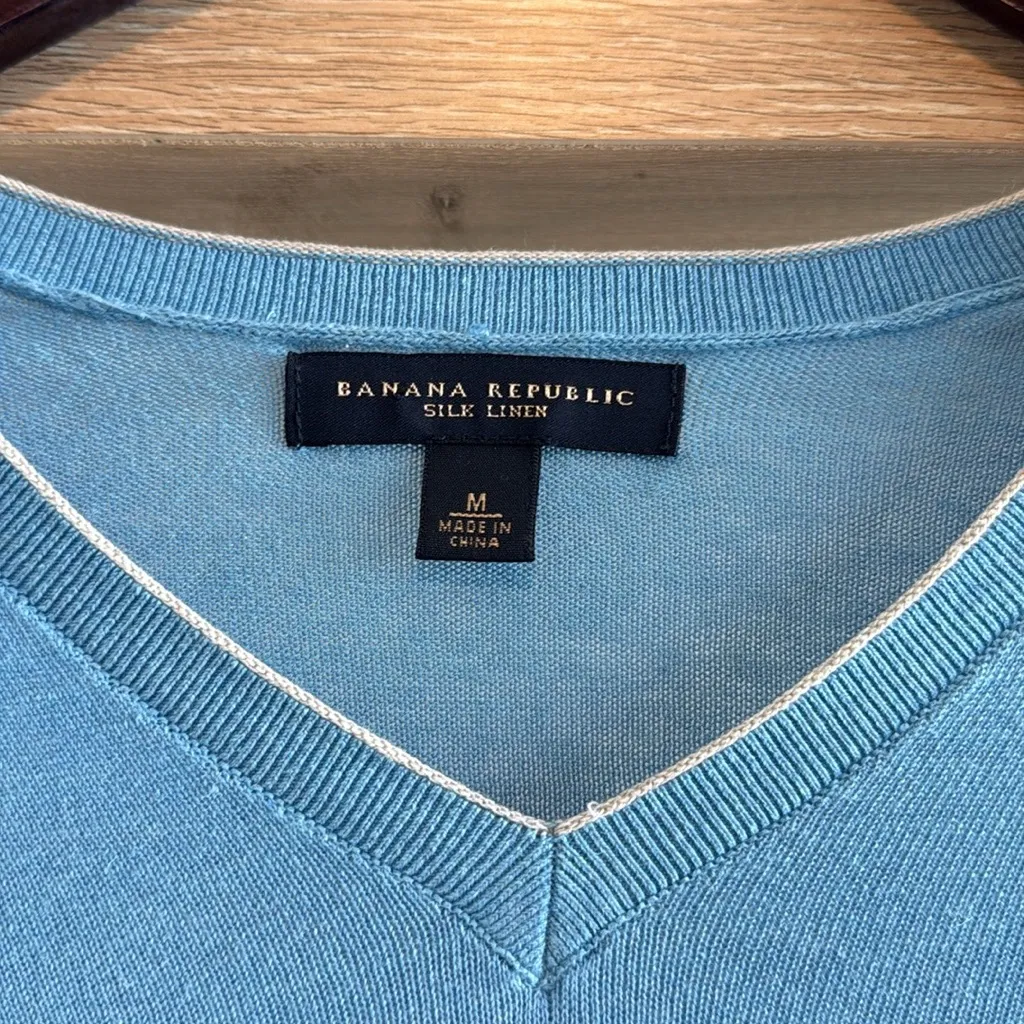 BANANA REPUBLIC
SILK LINEN
M
MADE IN
CHINA